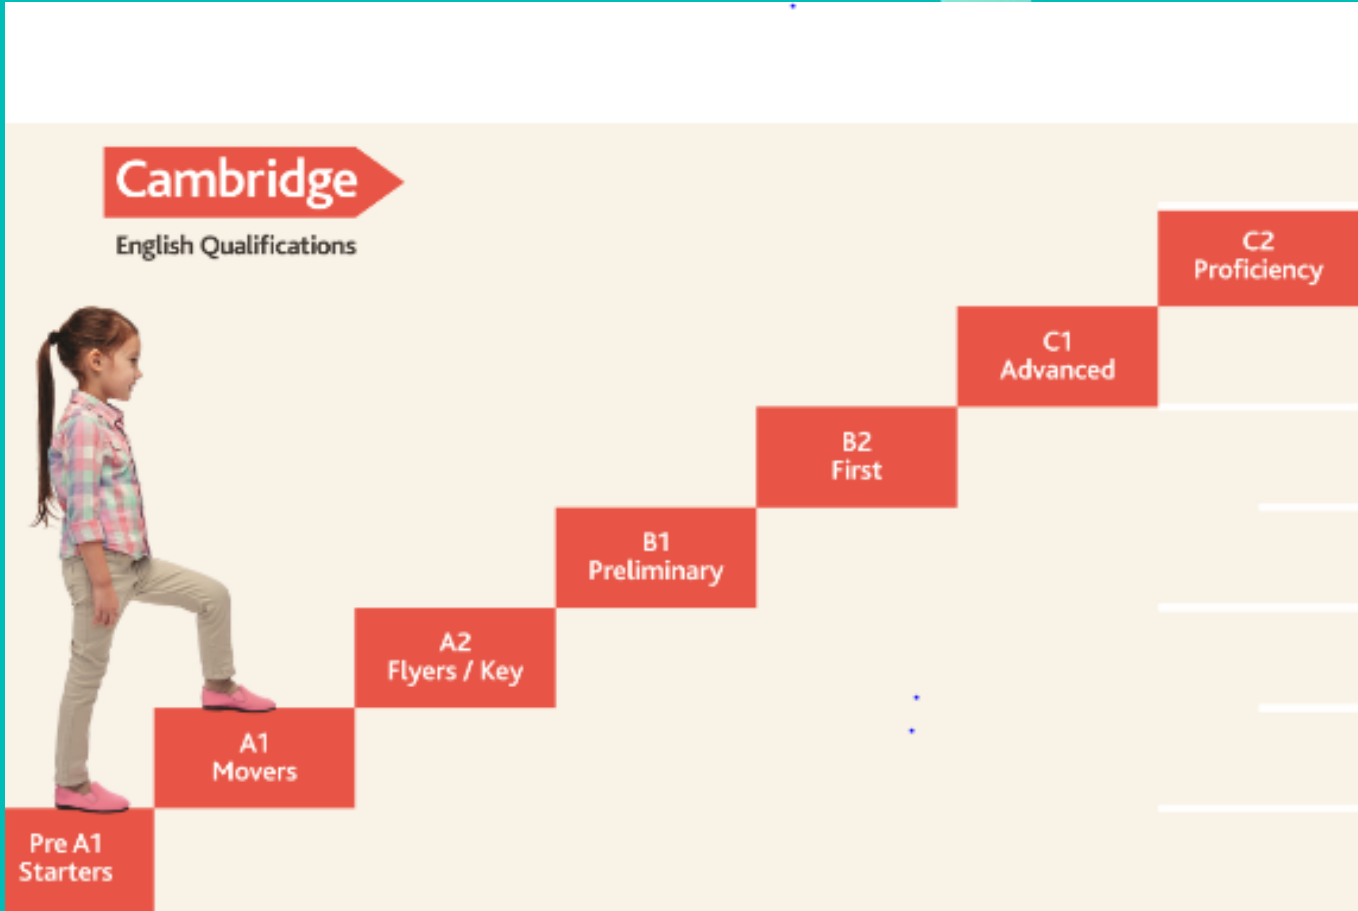 Cambridge
English Qualifications
C2
Proficiency
C1
Advanced
B2
First
B1
Preliminary
A2
Flyers / Key
A1
Movers
Pre A1
Starters